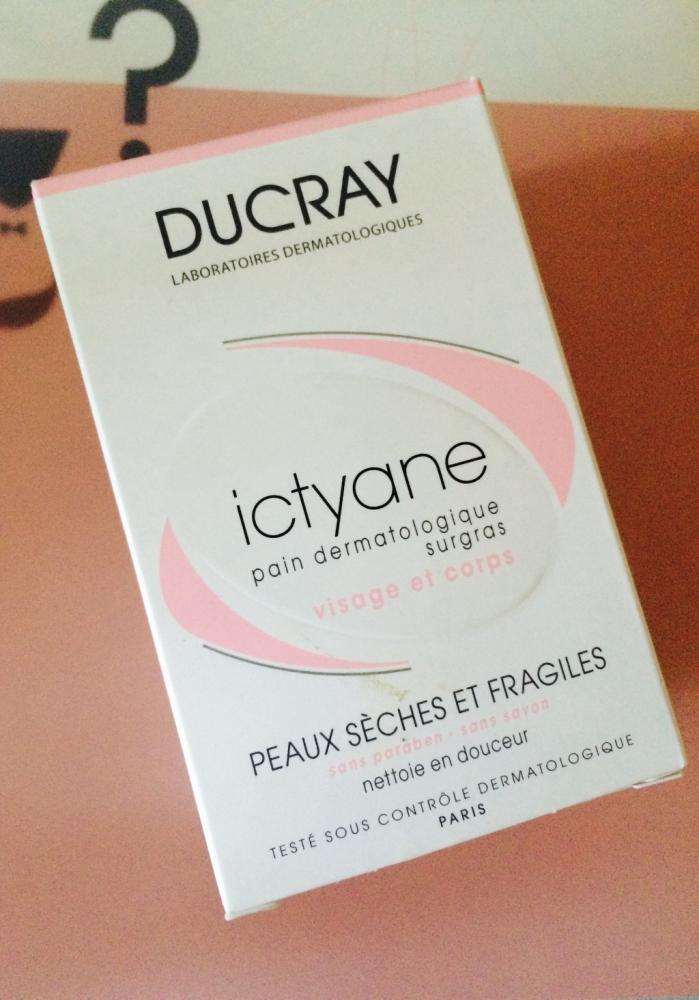 ?
DUCRAY
LABORATOIRES DERMATOLOGIQUES
ictyane
pain dermatologique
surgras
visage et corps
PEAUX SÈCHES ET FRAGILES
sans paraben - sans savon
nettoie en douceur
TESTÉ SOUS CONTRÔLE DERMATOLOGIQUE
PARIS